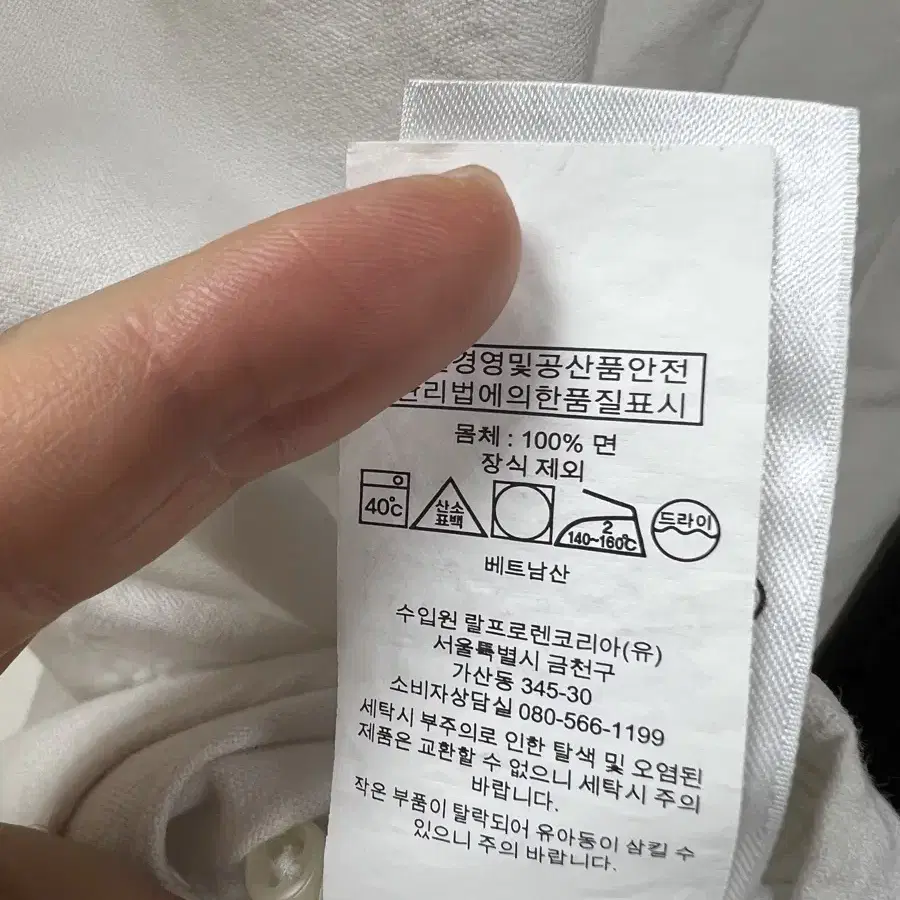 경영및공산품안전
관리법에의한품질표시
몸체 : 100% 면
장식 제외
40℃ 산소 표백 2 140~160℃ 드라이
베트남산
수입원 랄프로렌코리아(유)
서울특별시 금천구
가산동 345-30
소비자상담실 080-566-1199
세탁시 부주의로 인한 탈색 및 오염된
제품은 교환할 수 없으니 세탁시 주의
바랍니다.
작은 부품이 탈락되어 유아동이 삼킬 수
있으니 주의 바랍니다.